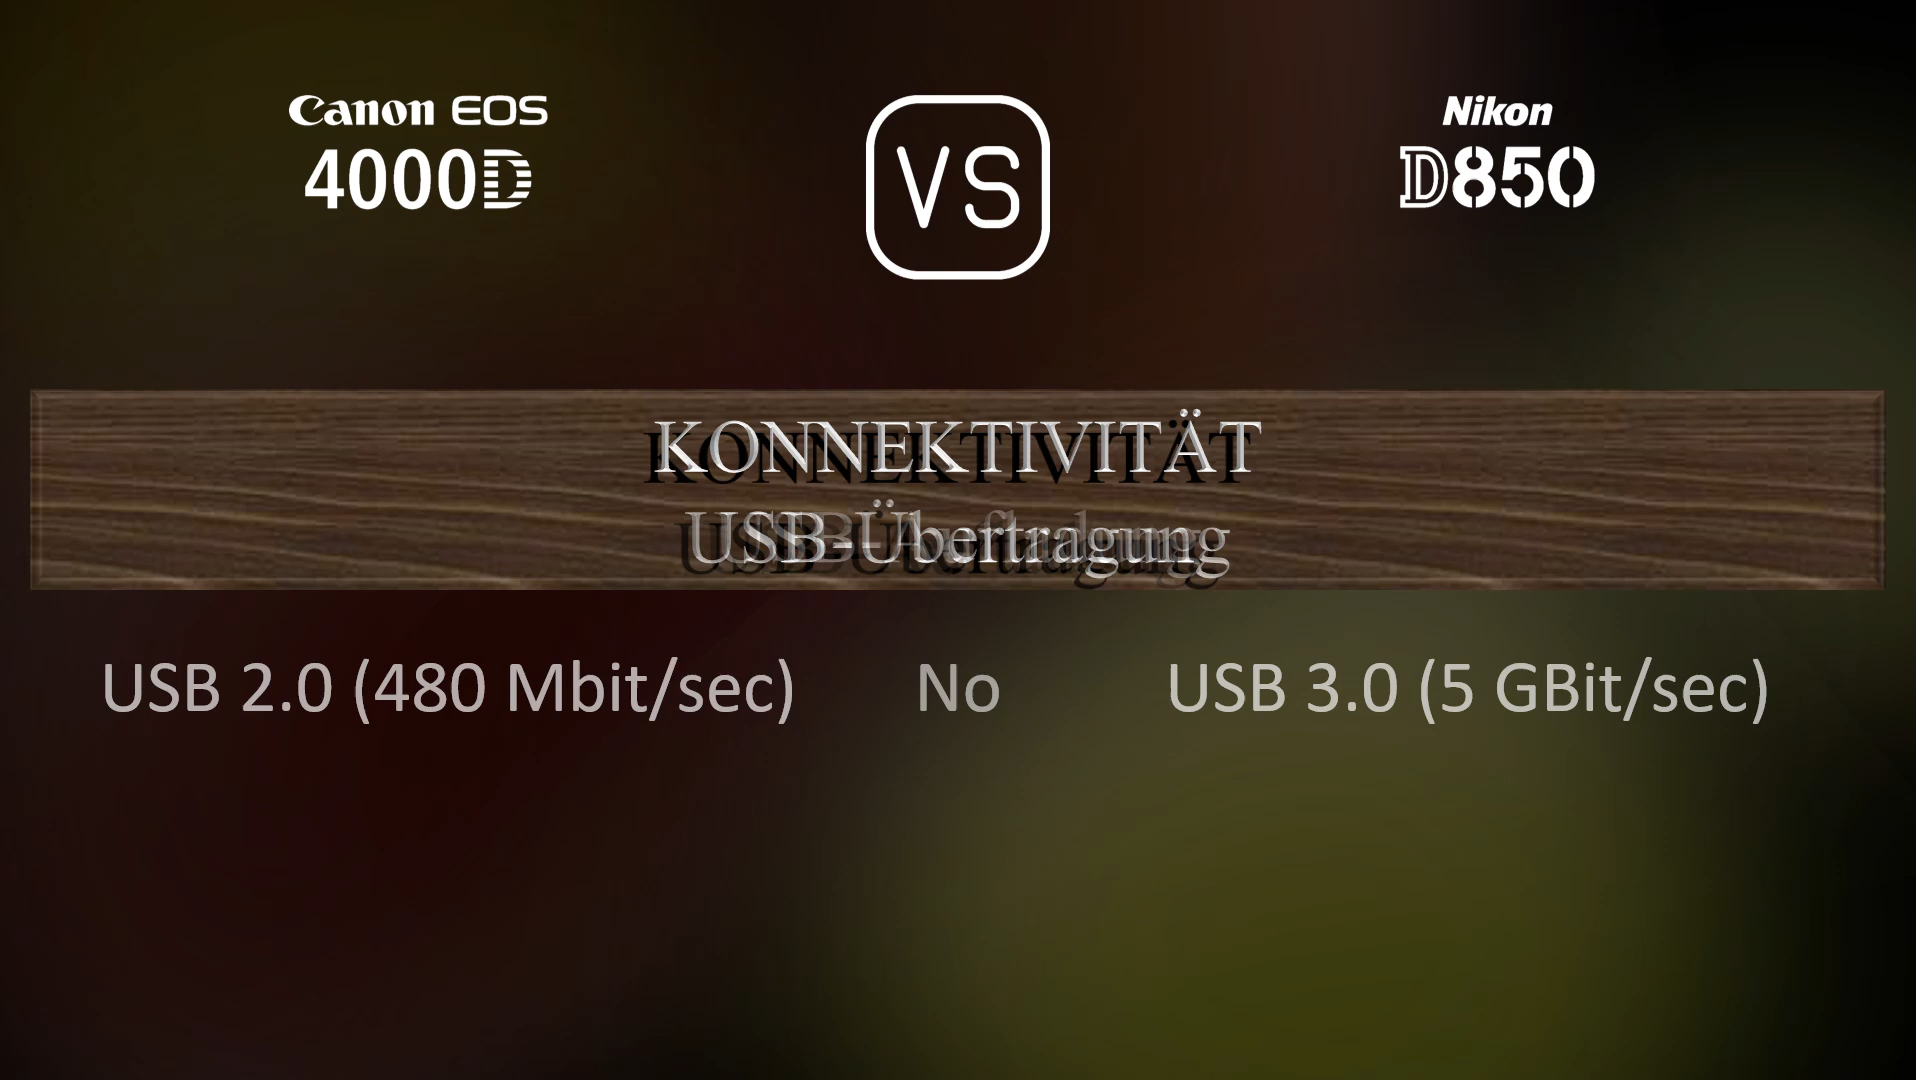 Canon EOS
4000D
VS
Nikon
D850
KONNEKTIVITÄT
USB-Übertragung
USB 2.0 (480 Mbit/sec) No USB 3.0 (5 GBit/sec)